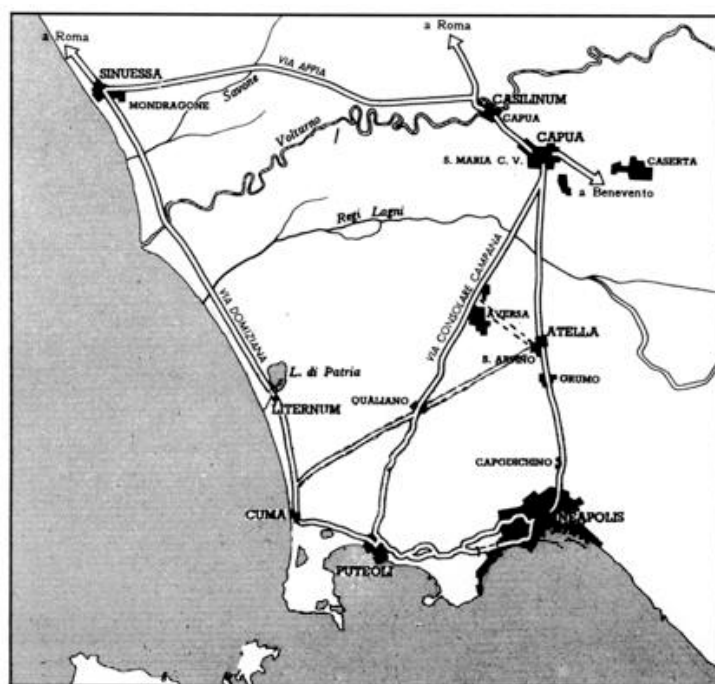 a Roma
a Roma
VIA APPIA
SINUESSA
Savone
MONDRAGONE
CASILINUM
CAPUA
Volturno
CAPUA
S. MARIA C. V.
CASERTA
a Benevento
Regi Lagni
VIA CONSOLARE CAMPANA
VIA DOMIZIANA
AVERSA
ATELLA
S. ARPINO
L. di Patria
GRUMO
QUALIANO
LITERNUM
CAPODICHINO
CUMA
NEAPOLIS
PUTEOLI